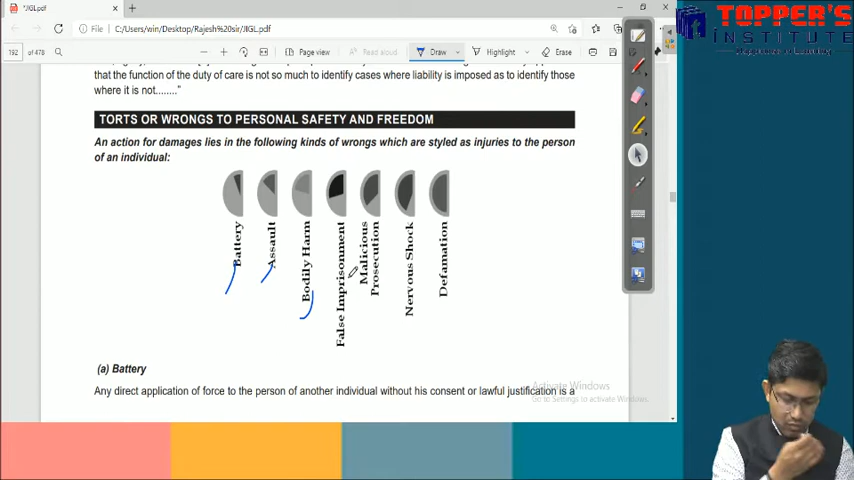 "JIGL.pdf
File
C:/Users/win/Desktop/Rajesh sir/JIGL.pdf
192 of 478
Page view
Read aloud
Draw
Highlight
Erase
TOPPER'S
INSTITUTE
that the function of the duty of care is not so much to identify cases where liability is imposed as to identify those
where it is not........"
TORTS OR WRONGS TO PERSONAL SAFETY AND FREEDOM
An action for damages lies in the following kinds of wrongs which are styled as injuries to the person
of an individual:
Battery
Assault
Bodily Harm
False Imprisonment
Malicious
Prosecution
Nervous Shock
Defamation
(a) Battery
Any direct application of force to the person of another individual without his consent or lawful justification is a
Activate Windows
Go to Settings to activate Windows.